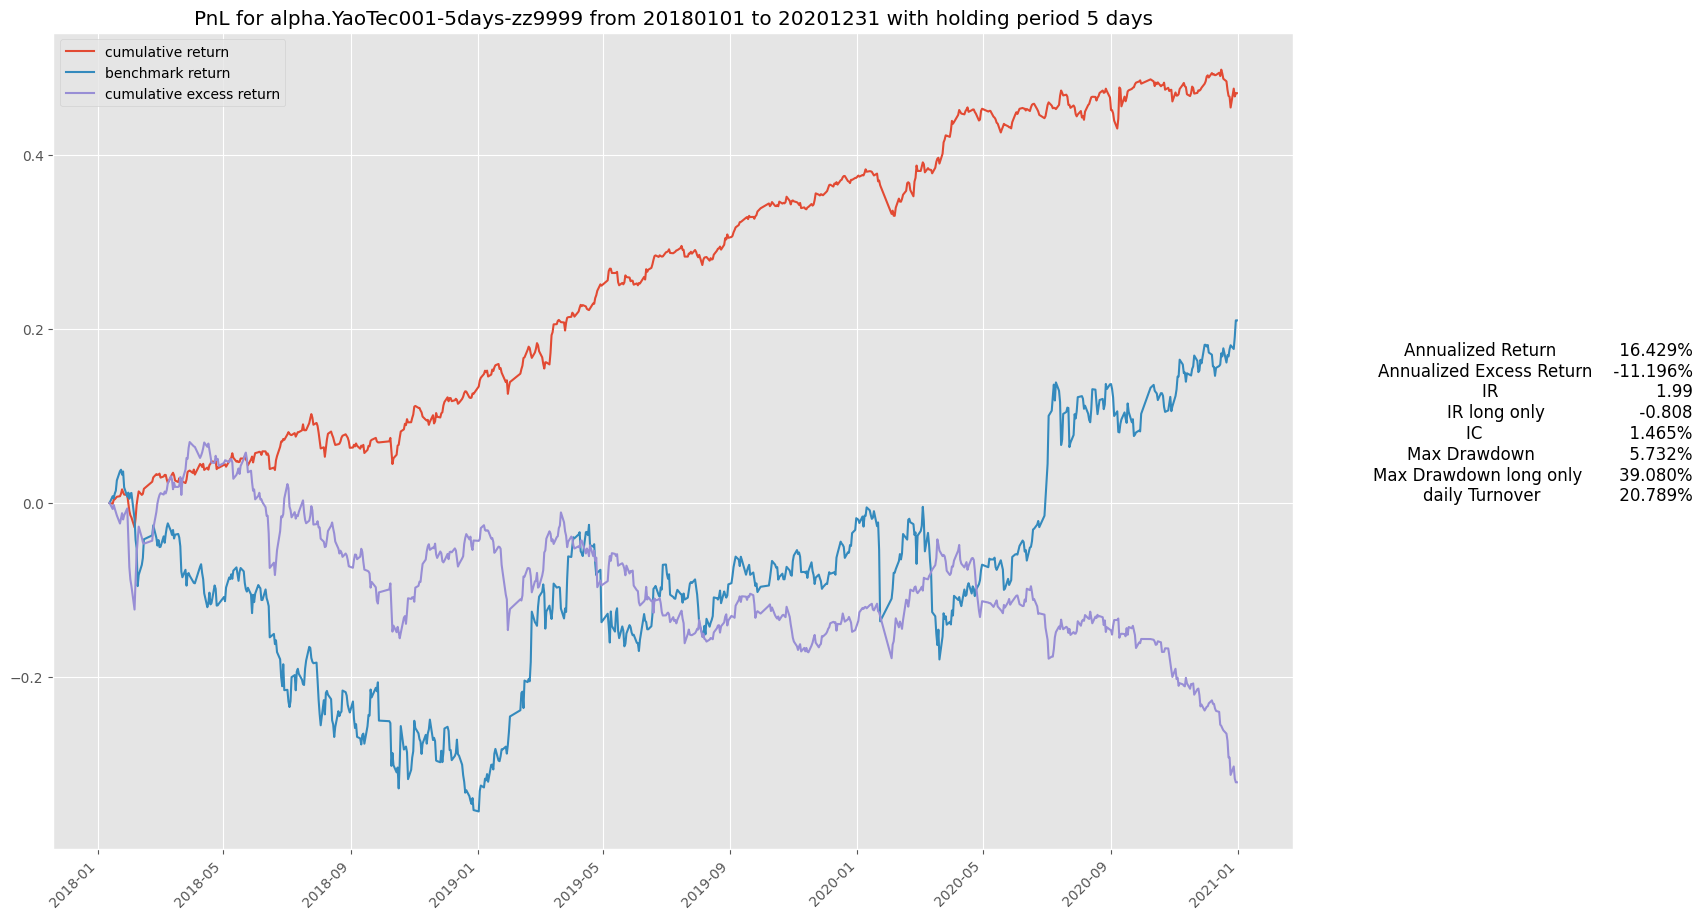 PnL for alpha.YaoTec001-5days-zz9999 from 20180101 to 20201231 with holding period 5 days
cumulative return
benchmark return
cumulative excess return
0.4
0.2
0.0
−0.2
2018-01
2018-05
2018-09
2019-01
2019-05
2019-09
2020-01
2020-05
2020-09
2021-01
Annualized Return 16.429%
Annualized Excess Return -11.196%
IR 1.99
IR long only -0.808
IC 1.465%
Max Drawdown 5.732%
Max Drawdown long only 39.080%
daily Turnover 20.789%